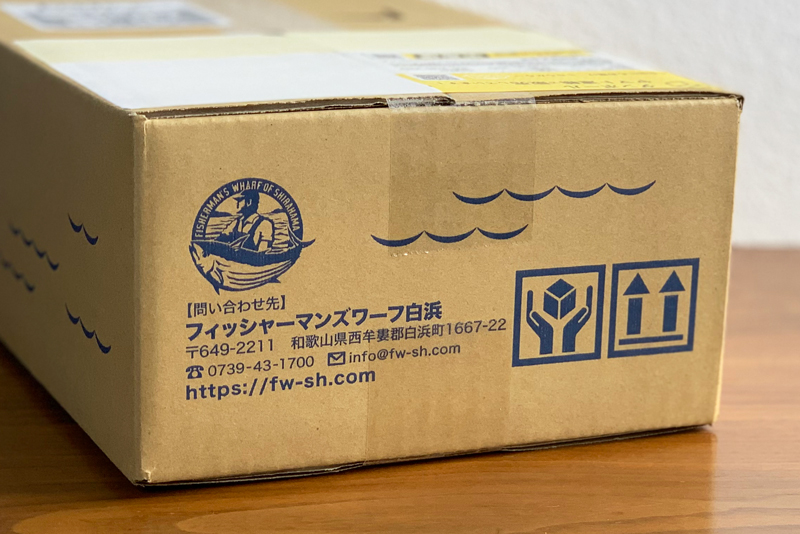 FISHERMAN'S WHARF OF SHIRAHAMA
【問い合わせ先】
フィッシャーマンズワーフ白浜
〒649-2211 和歌山県西牟婁郡白浜町1667-22
☎0739-43-1700 ✉info@fw-sh.com
https://fw-sh.com